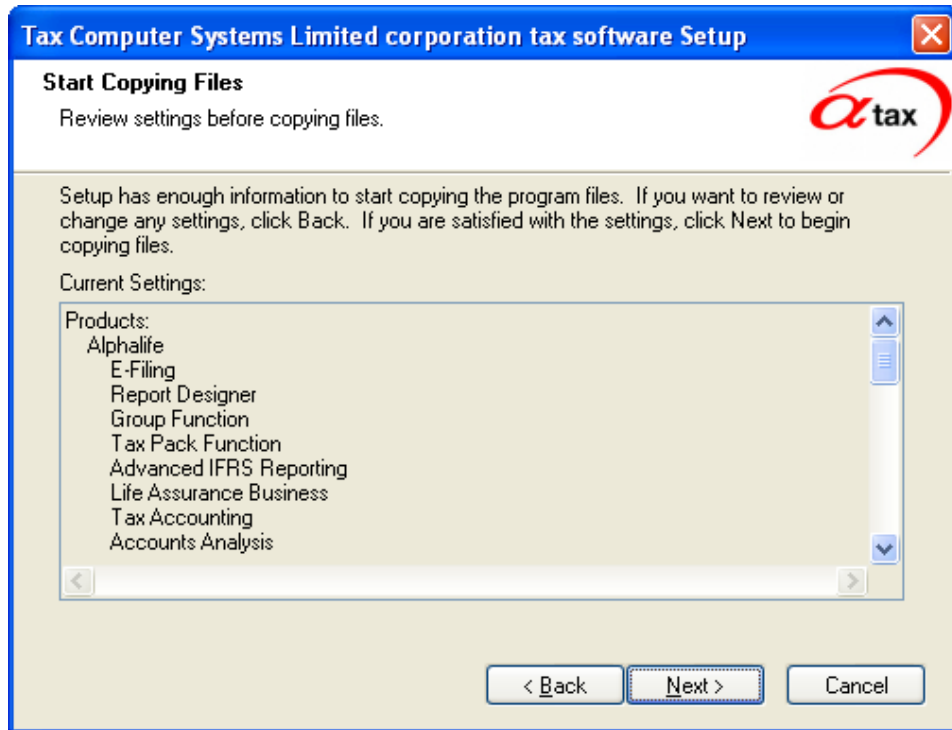 Tax Computer Systems Limited corporation tax software Setup
Start Copying Files
Review settings before copying files.
α tax
Setup has enough information to start copying the program files. If you want to review or
change any settings, click Back. If you are satisfied with the settings, click Next to begin
copying files.
Current Settings:
Products:
Alphalife
E-Filing
Report Designer
Group Function
Tax Pack Function
Advanced IFRS Reporting
Life Assurance Business
Tax Accounting
Accounts Analysis
< Back
Next >
Cancel